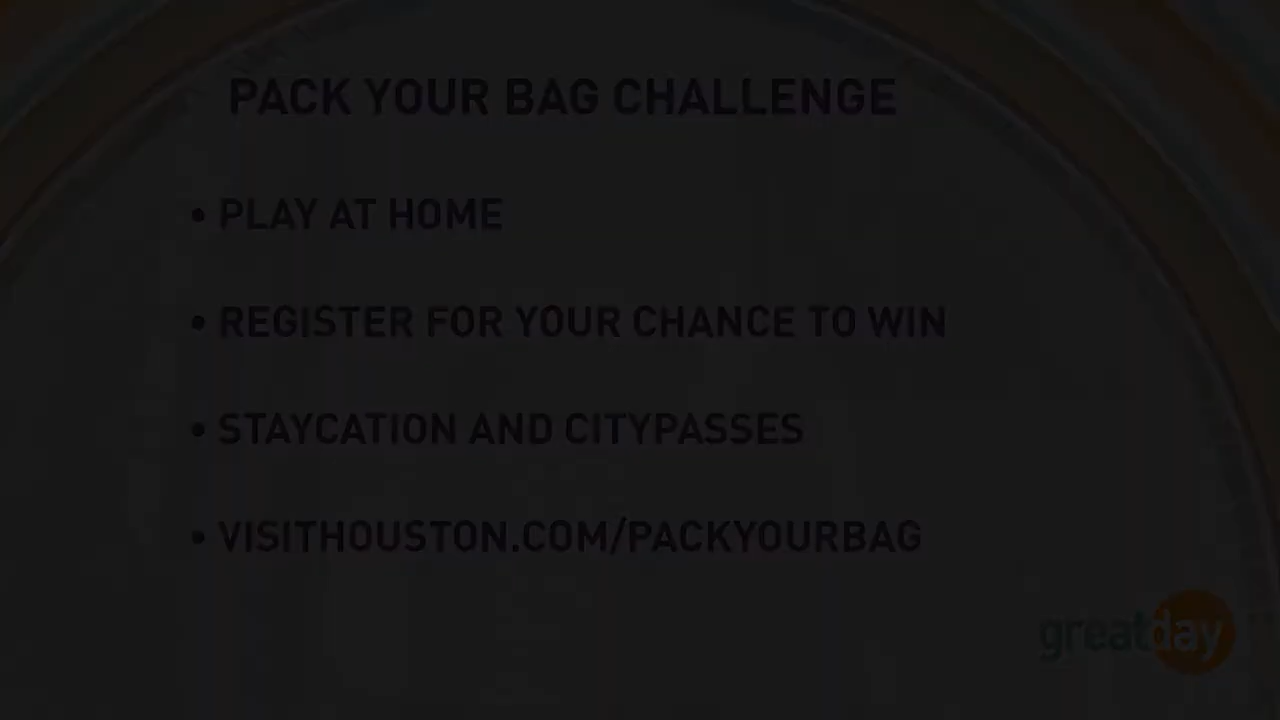 PACK YOUR BAG CHALLENGE
• PLAY AT HOME
• REGISTER FOR YOUR CHANCE TO WIN
• STAYCATION AND CITYPASSES
• VISITHOUSTON.COM/PACKYOURBAG
greatday